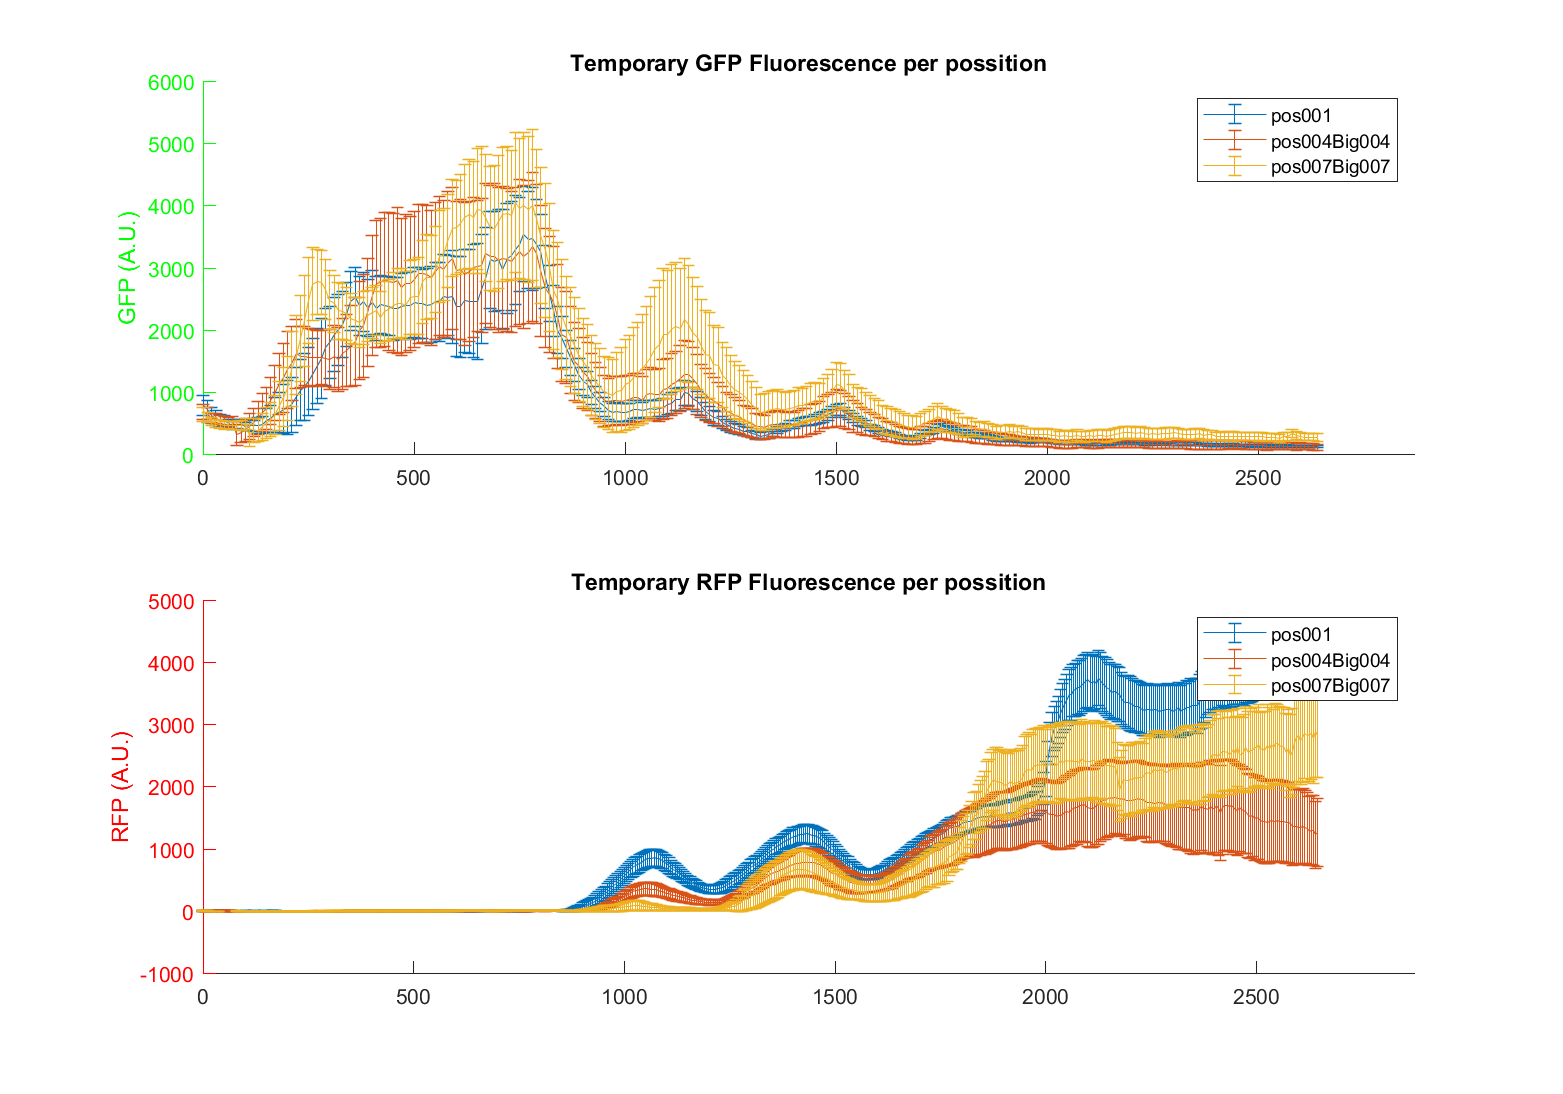 Temporary GFP Fluorescence per possition
6000
5000
4000
3000
2000
1000
0
GFP (A.U.)
pos001
pos004Big004
pos007Big007
0 500 1000 1500 2000 2500
Temporary RFP Fluorescence per possition
5000
4000
3000
2000
1000
0
-1000
RFP (A.U.)
pos001
pos004Big004
pos007Big007
0 500 1000 1500 2000 2500